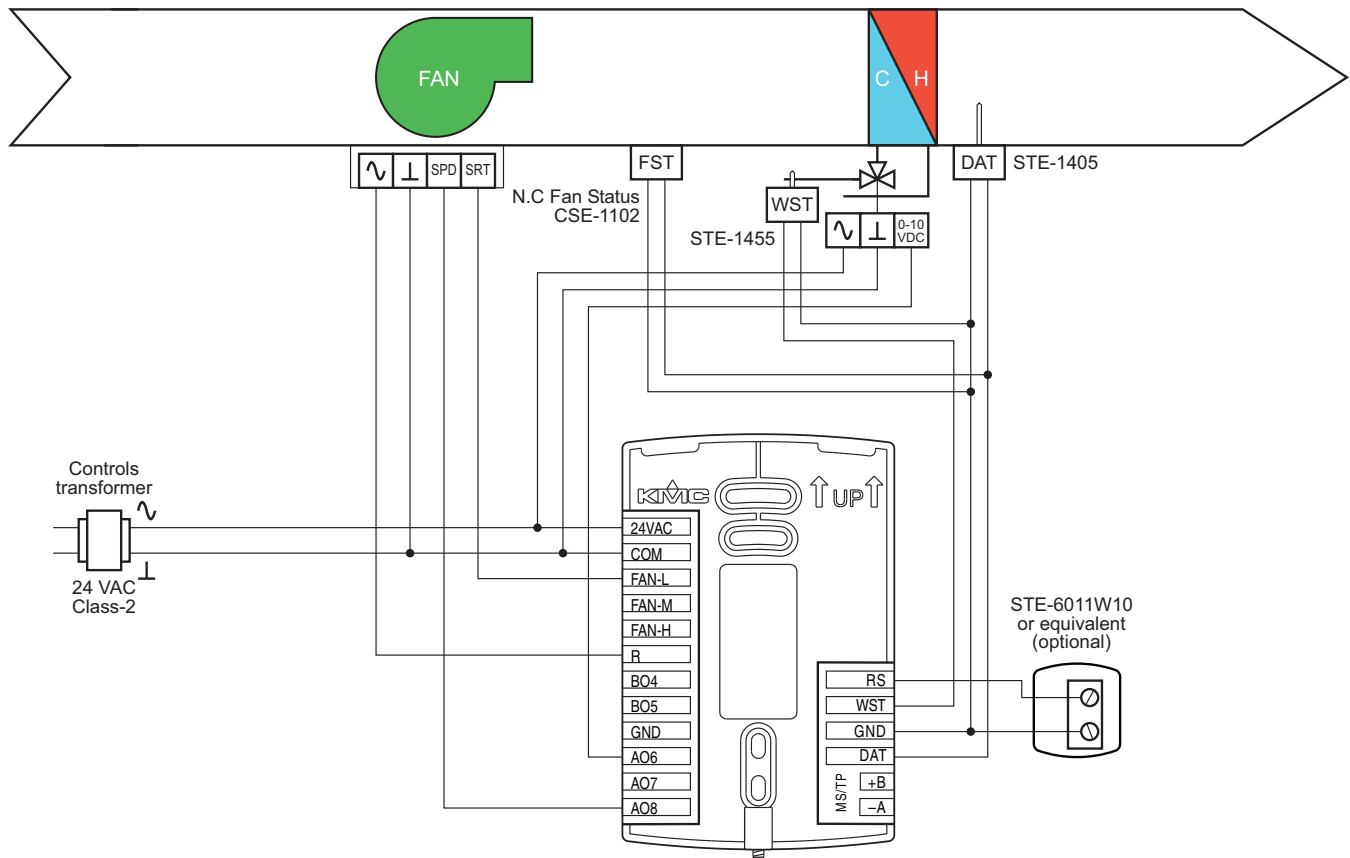 FAN
C
H
SPD
SRT
FST
DAT
STE-1405
N.C Fan Status
CSE-1102
WST
STE-1455
0-10
VDC
Controls
transformer
24 VAC
Class-2
KMC
UP
24VAC
COM
FAN-L
FAN-M
FAN-H
R
BO4
BO5
GND
AO6
AO7
AO8
RS
WST
GND
DAT
MS/TP
+B
–A
STE-6011W10
or equivalent
(optional)